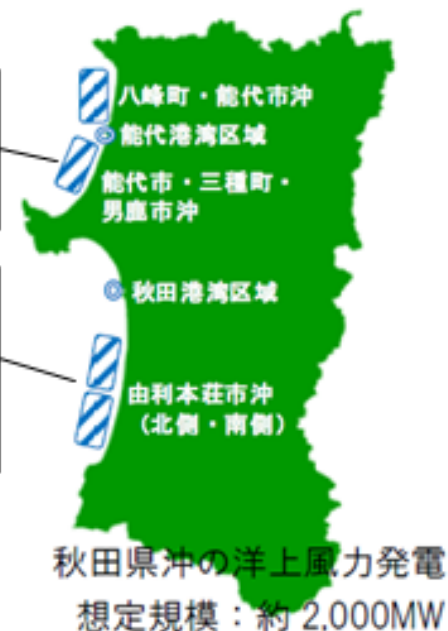 八峰町・能代市沖
能代港湾区域
能代市・三種町・
男鹿市沖
秋田港湾区域
由利本荘市沖
（北側・南側）
秋田県沖の洋上風力発電
想定規模：約 2,000MW